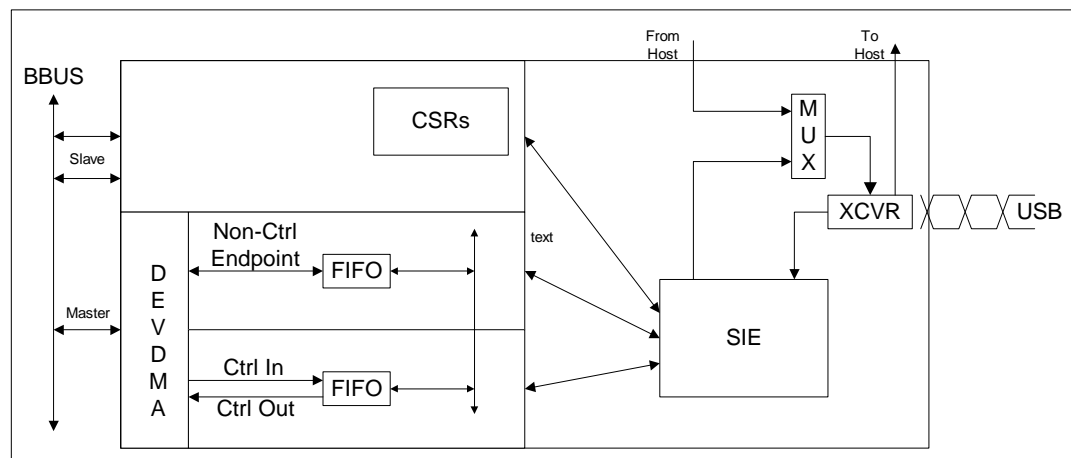 From
Host
To
Host
BBUS
CSRs
M
U
X
Slave
XCVR
USB
Non-Ctrl
Endpoint
text
FIFO
D
E
V
D
M
A
Master
SIE
Ctrl In
FIFO
Ctrl Out